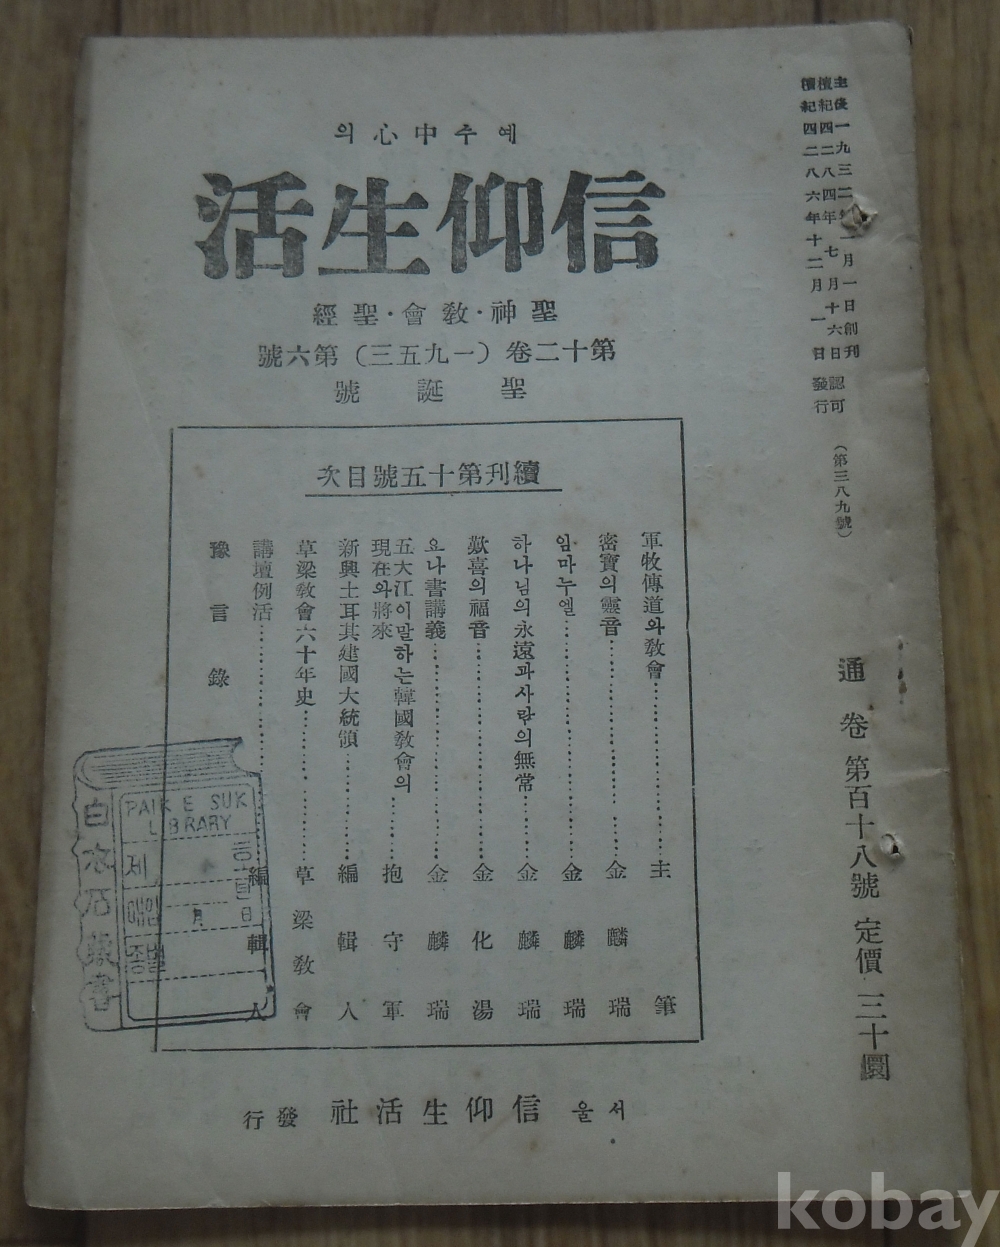 主後一九三二年一月一日創刊
檀紀四二八四年 七月十六日認可
檀紀四二八六年十二月一日發行
(第三八九號)
예수中心의
信仰生活
聖神·敎會·聖經
第十二卷(一九五三)第六號
聖誕號
續刊第十五號目次
軍牧傳道와敎會 主筆
密寶의靈音 金麟瑞
임마누엘 金麟瑞
하나님의永遠과사랑의無常 金麟瑞
歎喜의福音 金化湯
요나書講義 金麟瑞
五大江이말하는韓國敎會의
現在와將來 抱守軍
新興土耳其建國大統領 編輯人
草梁敎會六十年史 草梁敎會
講壇例活 編輯人
豫言錄
通卷第百十八號 定價 三十圜
서울 信仰生活社 發行
PAIK E SUK
LIBRARY
제
月 日
종별
kobay